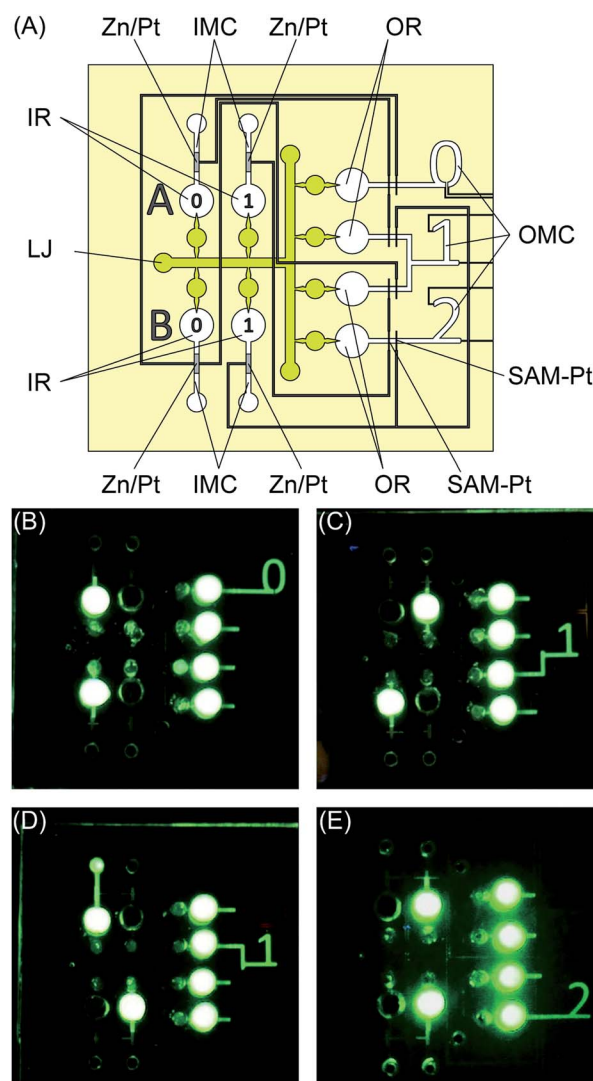 (A) Zn/Pt IMC Zn/Pt OR
IR
A 0 1 0
1 OMC
LJ
B 0 1 2
IR SAM-Pt
Zn/Pt IMC Zn/Pt OR SAM-Pt
(B) 0 (C) 1
(D) 1 (E) 2